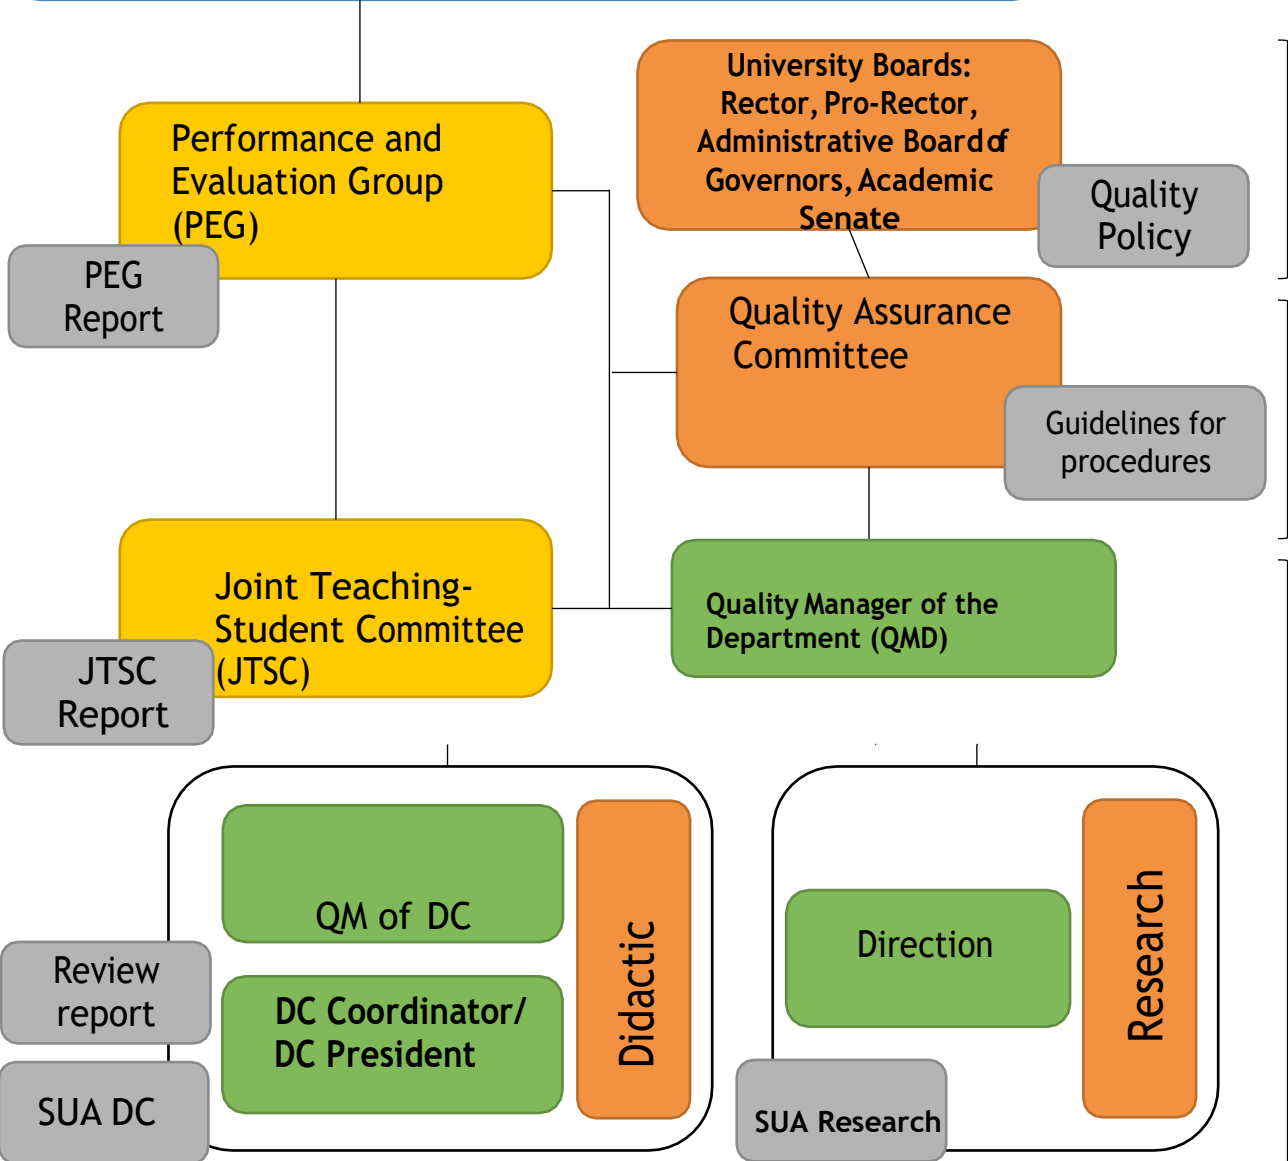 University Boards:
Rector, Pro-Rector,
Administrative Board of
Governors, Academic
Senate
Quality
Policy
Performance and
Evaluation Group
(PEG)
PEG
Report
Quality Assurance
Committee
Guidelines for
procedures
Joint Teaching-
Student Committee
(JTSC)
JTSC
Report
Quality Manager of the
Department (QMD)
QM of DC
DC Coordinator/
DC President
Didactic
Review
report
SUA DC
Direction
Research
SUA Research